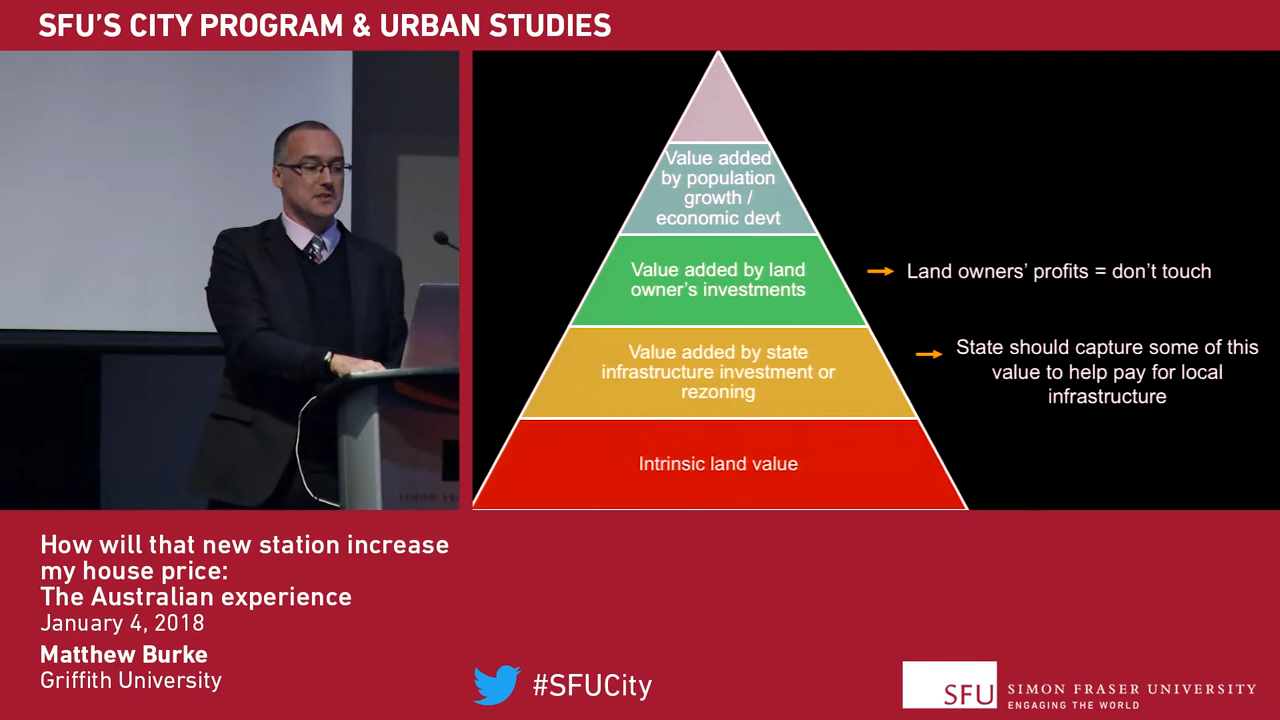 SFU'S CITY PROGRAM & URBAN STUDIES
Value added
by population
growth /
economic devt
Value added by land
owner's investments
Land owners' profits = don't touch
Value added by state
infrastructure investment or
rezoning
State should capture some of this
value to help pay for local
infrastructure
Intrinsic land value
How will that new station increase
my house price:
The Australian experience
January 4, 2018
Matthew Burke
Griffith University
#SFUCity
SFU
SIMON FRASER UNIVERSITY
ENGAGING THE WORLD